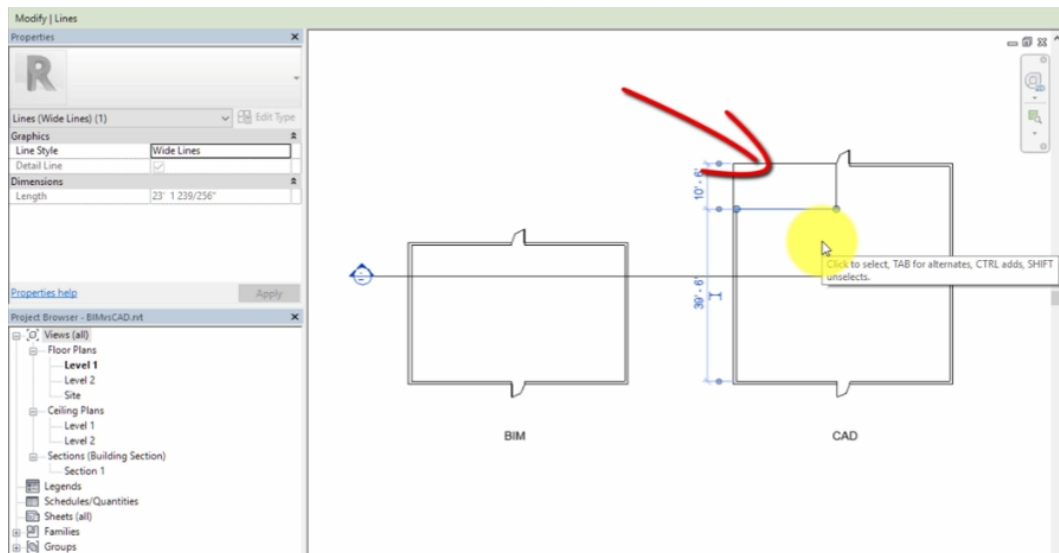 Modify | Lines
Properties
R
Lines (Wide Lines) (1)
Edit Type
Graphics
Line Style Wide Lines
Detail Line
Dimensions
Length 23' 1 239/256"
Properties help
Apply
Project Browser - BIMvsCAD.rvt
Views (all)
Floor Plans
Level 1
Level 2
Site
Ceiling Plans
Level 1
Level 2
Sections (Building Section)
Section 1
Legends
Schedules/Quantities
Sheets (all)
Families
Groups
2D
10' - 6"
39' - 6"
Click to select, TAB for alternates, CTRL adds, SHIFT
unselects.
BIM
CAD